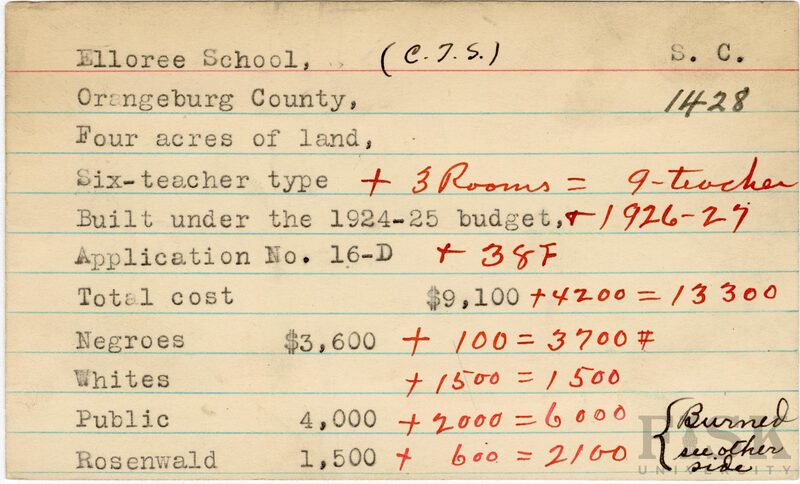 Elloree School, (C.T.S.) S. C.
Orangeburg County, 1428
Four acres of land,
Six-teacher type + 3 Rooms = 9-teacher
Built under the 1924-25 budget, + 1926-27
Application No. 16-D + 38F
Total cost $9,100 + 4200 = 13300
Negroes $3,600 + 100 = 3700 #
Whites + 1500 = 1500
Public 4,000 + 2000 = 6000
Rosenwald 1,500 + 600 = 2100
{Burned
see other
side
FISK
UNIVERSITY